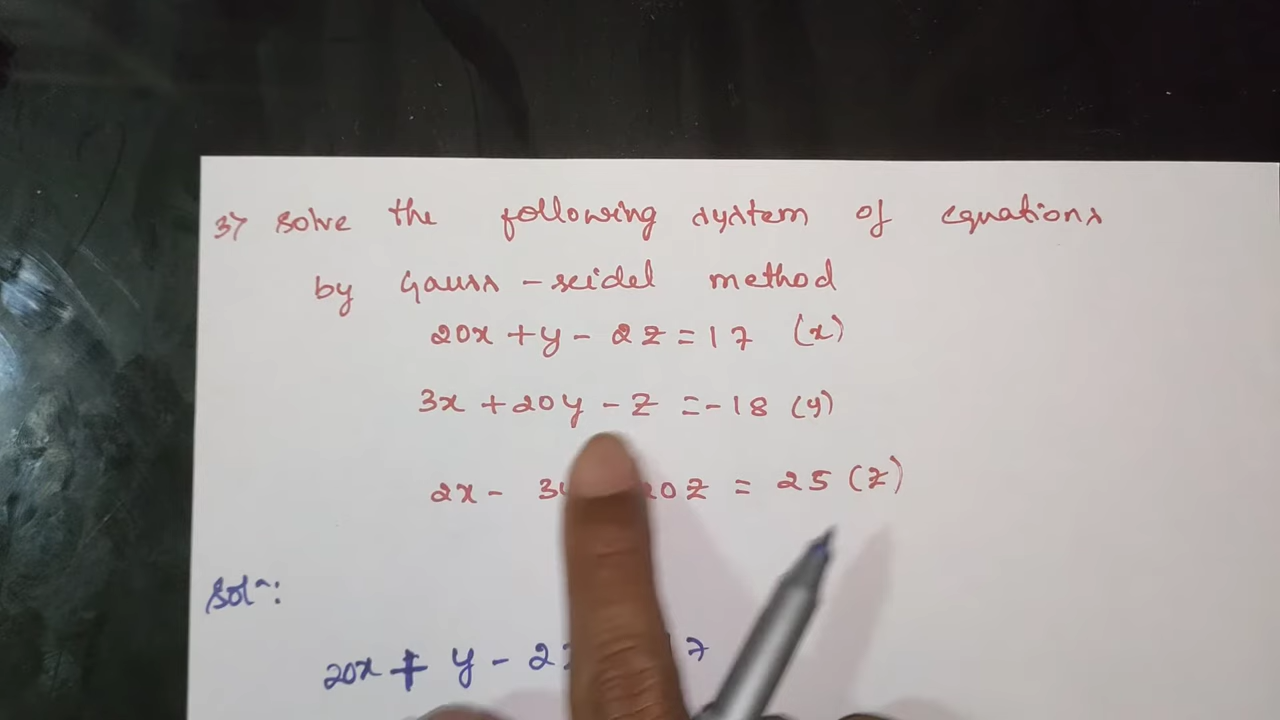 3) Solve the following system of equations
by Gauss-seidel method
20x + y - 2z = 17 (x)
3x + 20y - z = -18 (y)
2x - 3 20z = 25 (z)
Soln:
20x + y - 2 7